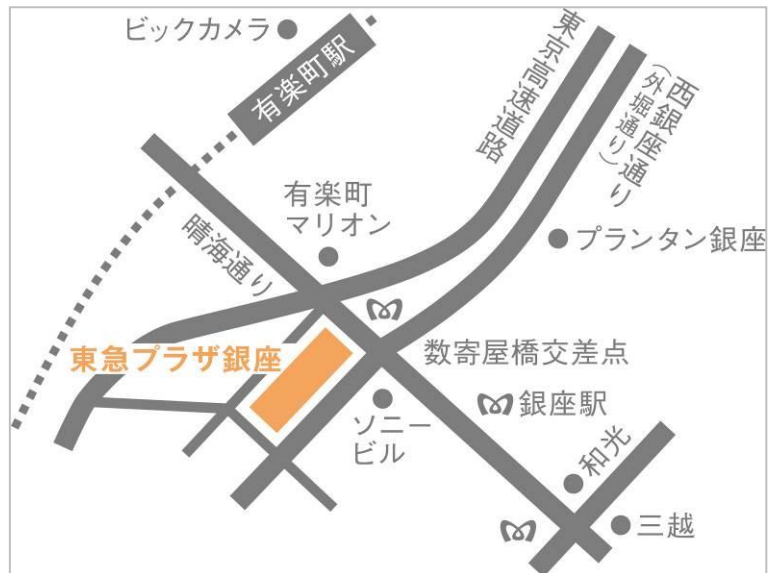 ビックカメラ
有楽町駅
東京高速道路
西銀座通り
（外堀通り）
有楽町
マリオン
晴海通り
プランタン銀座
東急プラザ銀座
数寄屋橋交差点
銀座駅
ソニー
ビル
和光
三越